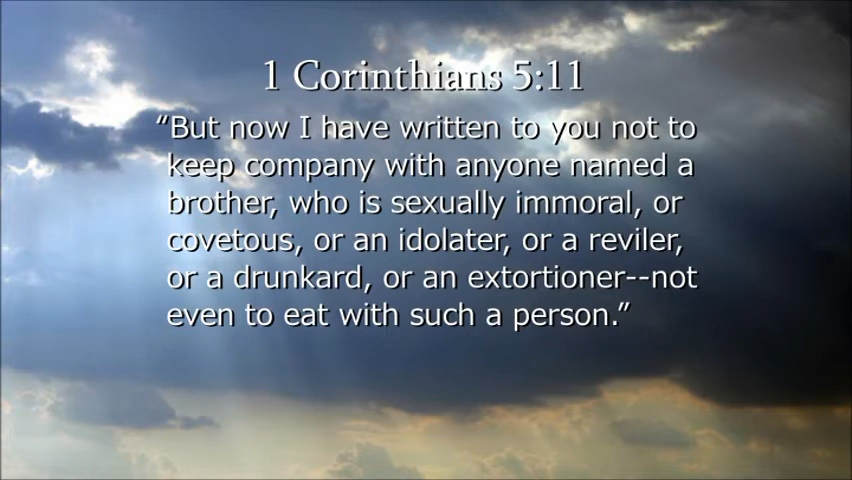 1 Corinthians 5:11
“But now I have written to you not to
keep company with anyone named a
brother, who is sexually immoral, or
covetous, or an idolater, or a reviler,
or a drunkard, or an extortioner--not
even to eat with such a person.”